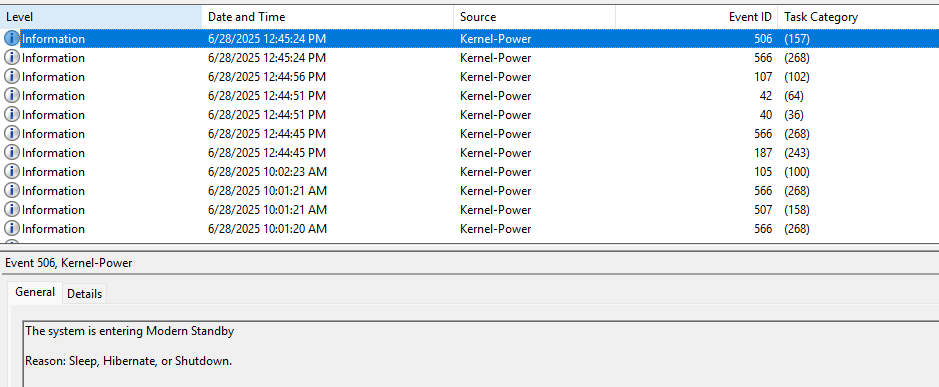 Level Date and Time Source Event ID Task Category
Information 6/28/2025 12:45:24 PM Kernel-Power 506 (157)
Information 6/28/2025 12:45:24 PM Kernel-Power 566 (268)
Information 6/28/2025 12:44:56 PM Kernel-Power 107 (102)
Information 6/28/2025 12:44:51 PM Kernel-Power 42 (64)
Information 6/28/2025 12:44:51 PM Kernel-Power 40 (36)
Information 6/28/2025 12:44:45 PM Kernel-Power 566 (268)
Information 6/28/2025 12:44:45 PM Kernel-Power 187 (243)
Information 6/28/2025 10:02:23 AM Kernel-Power 105 (100)
Information 6/28/2025 10:01:21 AM Kernel-Power 566 (268)
Information 6/28/2025 10:01:21 AM Kernel-Power 507 (158)
Information 6/28/2025 10:01:20 AM Kernel-Power 566 (268)
Event 506, Kernel-Power
General Details
The system is entering Modern Standby
Reason: Sleep, Hibernate, or Shutdown.